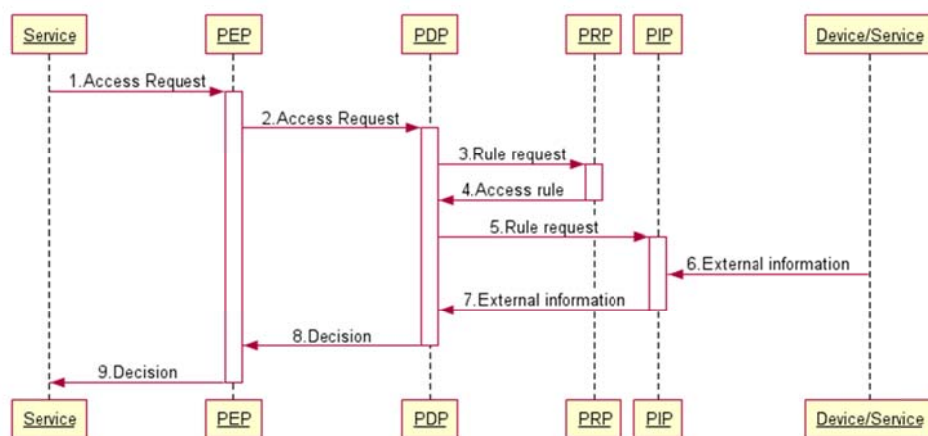 Service PEP PDP PRP PIP Device/Service
1.Access Request
2.Access Request
3.Rule request
4.Access rule
5.Rule request
6.External information
7.External information
8.Decision
9.Decision
Service PEP PDP PRP PIP Device/Service